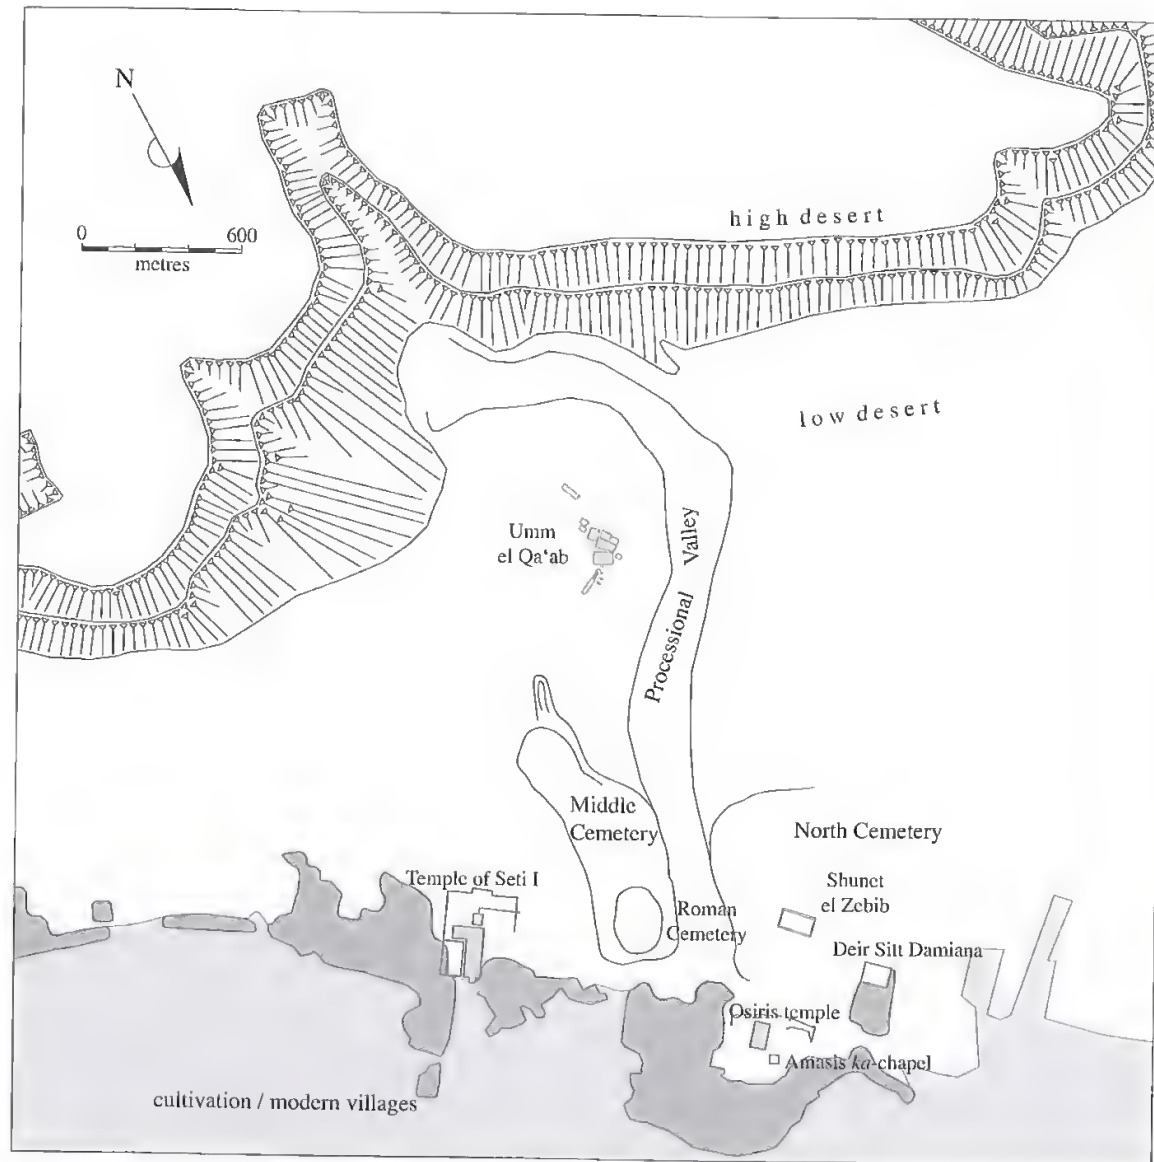 N
0 600
metres
high desert
low desert
Umm
el Qa‘ab
Processional Valley
Middle
Cemetery
North Cemetery
Temple of Seti I
Shunet
el Zebib
Roman
Cemetery
Deir Silt Damiana
Osiris temple
Amasis ka-chapel
cultivation / modern villages